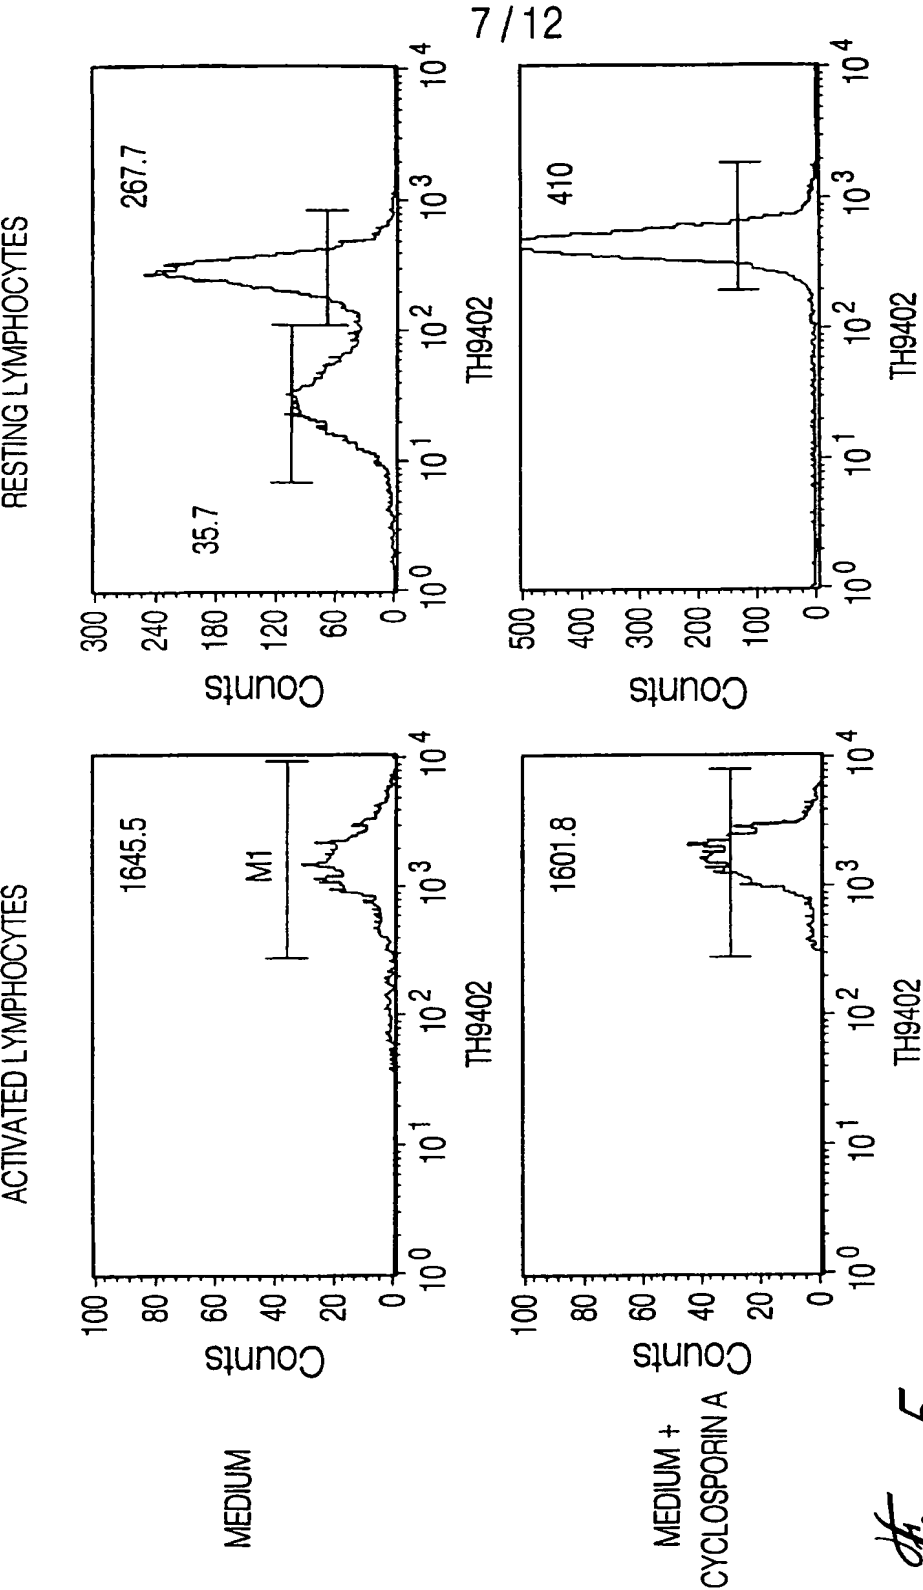 7 / 12
ACTIVATED LYMPHOCYTES
RESTING LYMPHOCYTES
MEDIUM
Counts
100
80
60
40
20
0
1645.5
M1
10^0 10^1 10^2 10^3 10^4
TH9402
Counts
300
240
180
120
60
0
35.7
267.7
10^0 10^1 10^2 10^3 10^4
TH9402
MEDIUM +
CYCLOSPORIN A
Counts
100
80
60
40
20
0
1601.8
10^0 10^1 10^2 10^3 10^4
TH9402
Counts
500
400
300
200
100
0
410
10^0 10^1 10^2 10^3 10^4
TH9402